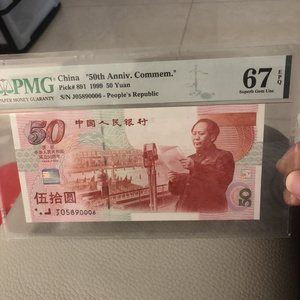 PMG
PAPER MONEY GUARANTY
China "50th Anniv. Commem."
Pick# 891 1999 50 Yuan
S/N J05890006 - People's Republic
67 EPQ
Superb Gem Unc
50
中国人民银行
伍拾圆
J05890006
50